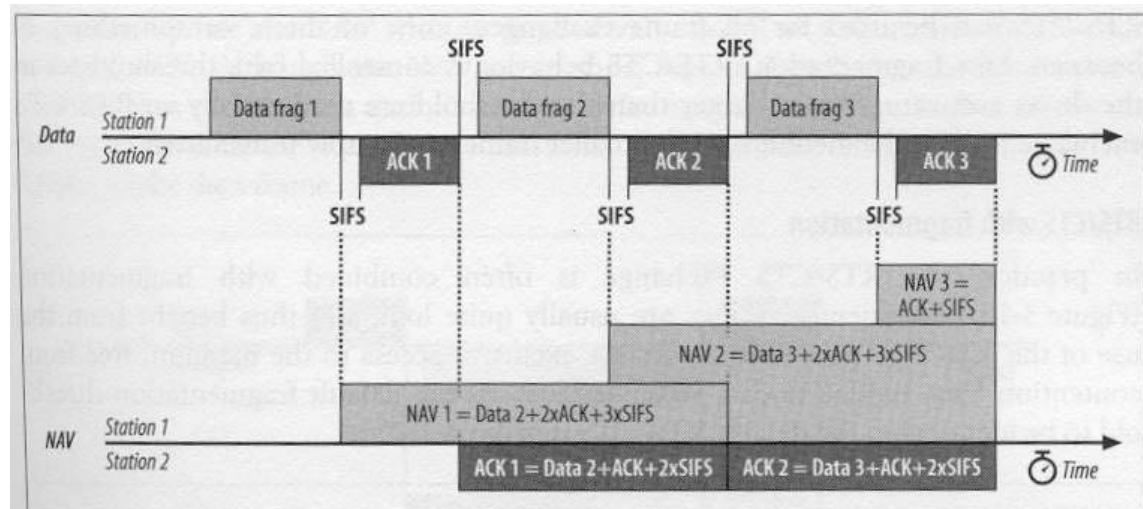 SIFS
SIFS
Data
Station 1
Station 2
Data frag 1
Data frag 2
Data frag 3
ACK 1
ACK 2
ACK 3
Time
SIFS
SIFS
SIFS
NAV 3 =
ACK+SIFS
NAV 2 = Data 3+2xACK+3xSIFS
NAV 1 = Data 2+2xACK+3xSIFS
NAV
Station 1
Station 2
ACK 1 = Data 2+ACK+2xSIFS
ACK 2 = Data 3+ACK+2xSIFS
Time